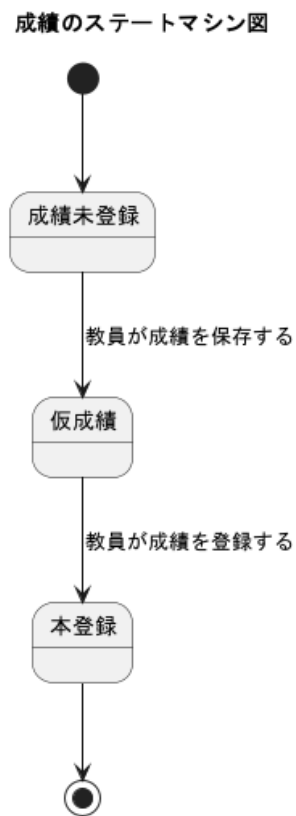 成績のステートマシン図
成績未登録
教員が成績を保存する
仮成績
教員が成績を登録する
本登録